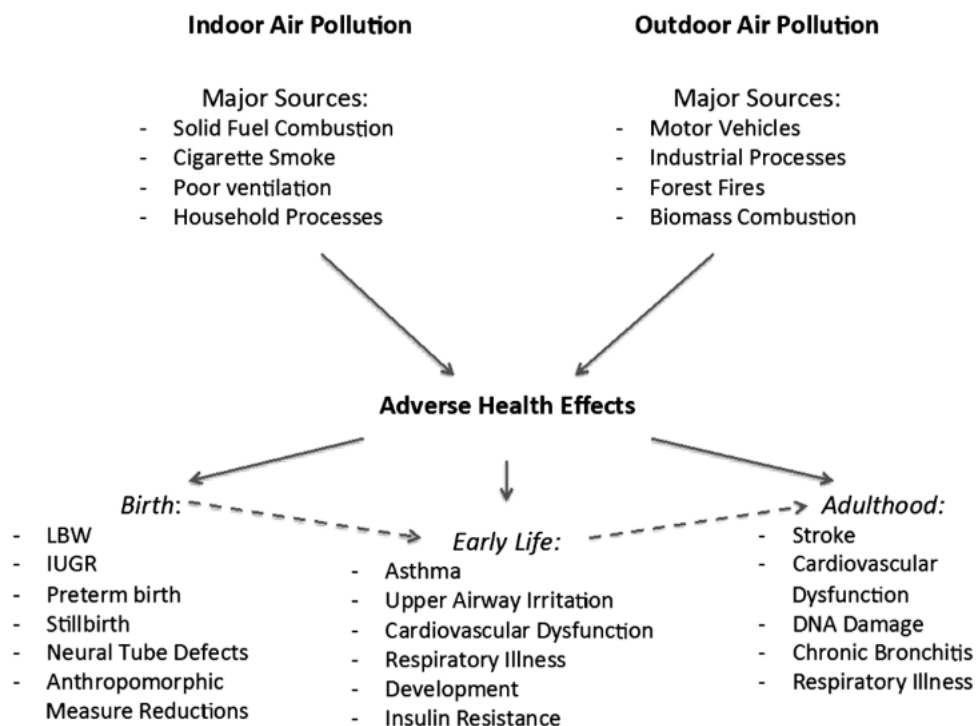 Indoor Air Pollution
Major Sources:
- Solid Fuel Combustion
- Cigarette Smoke
- Poor ventilation
- Household Processes
Outdoor Air Pollution
Major Sources:
- Motor Vehicles
- Industrial Processes
- Forest Fires
- Biomass Combustion
Adverse Health Effects
Birth:
- LBW
- IUGR
- Preterm birth
- Stillbirth
- Neural Tube Defects
- Anthropomorphic
Measure Reductions
Early Life:
- Asthma
- Upper Airway Irritation
- Cardiovascular Dysfunction
- Respiratory Illness
- Development
- Insulin Resistance
Adulthood:
- Stroke
- Cardiovascular
Dysfunction
- DNA Damage
- Chronic Bronchitis
- Respiratory Illness